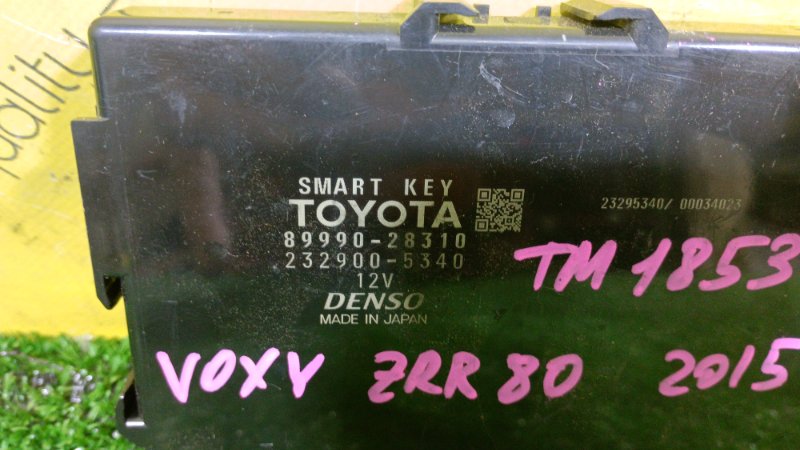 ality
SMART KEY
TOYOTA
89990-28310
232900-5340
12V
DENSO
MADE IN JAPAN
23295340/ 00034023
TM 1853
VOXY ZRR 80 2015